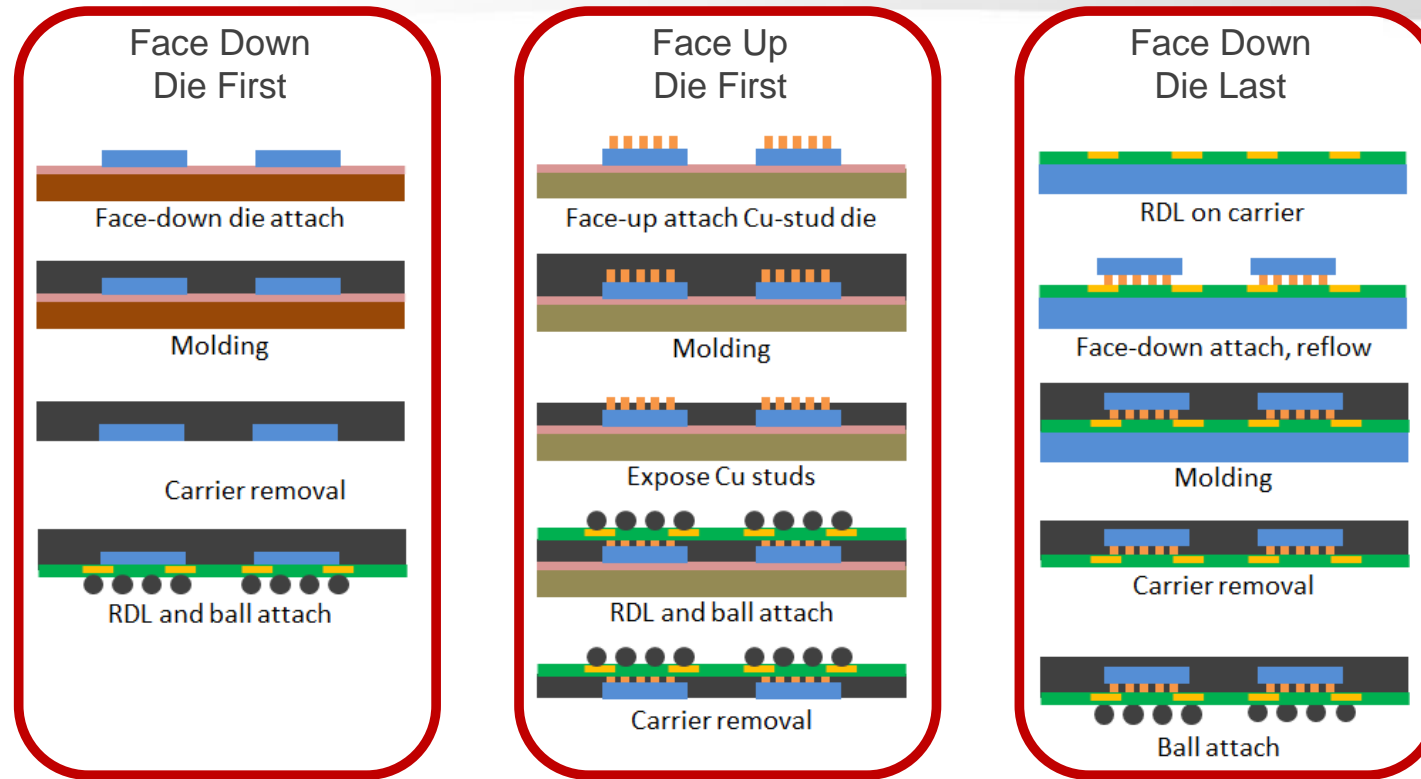 Face Down
Die First
Face-down die attach
Molding
Carrier removal
RDL and ball attach
Face Up
Die First
Face-up attach Cu-stud die
Molding
Expose Cu studs
RDL and ball attach
Carrier removal
Face Down
Die Last
RDL on carrier
Face-down attach, reflow
Molding
Carrier removal
Ball attach